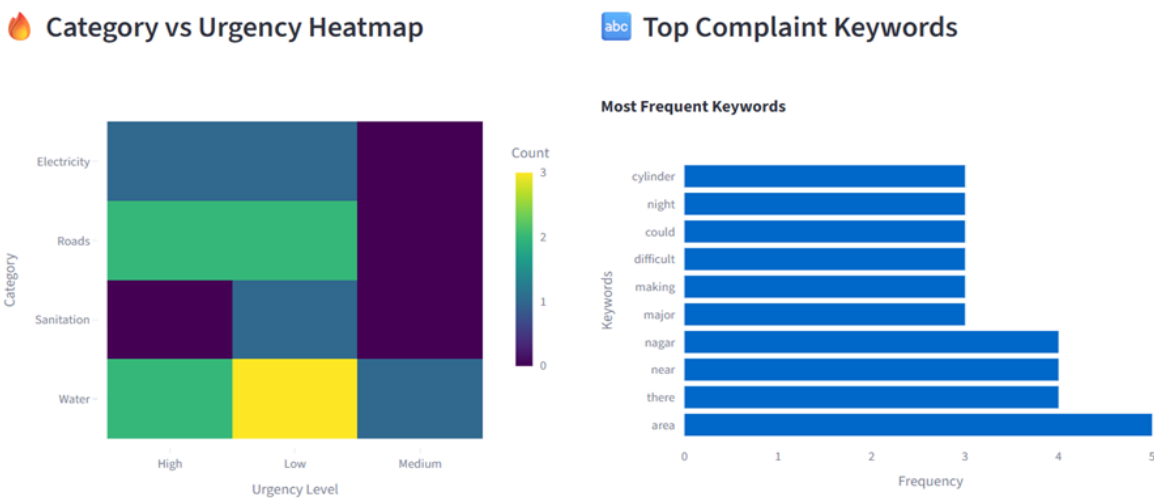 🔥 Category vs Urgency Heatmap
Category
Electricity
Roads
Sanitation
Water
High Low Medium
Urgency Level
Count
3
2
1
0
abc Top Complaint Keywords
Most Frequent Keywords
Keywords
cylinder
night
could
difficult
making
major
nagar
near
there
area
0 1 2 3 4 5
Frequency